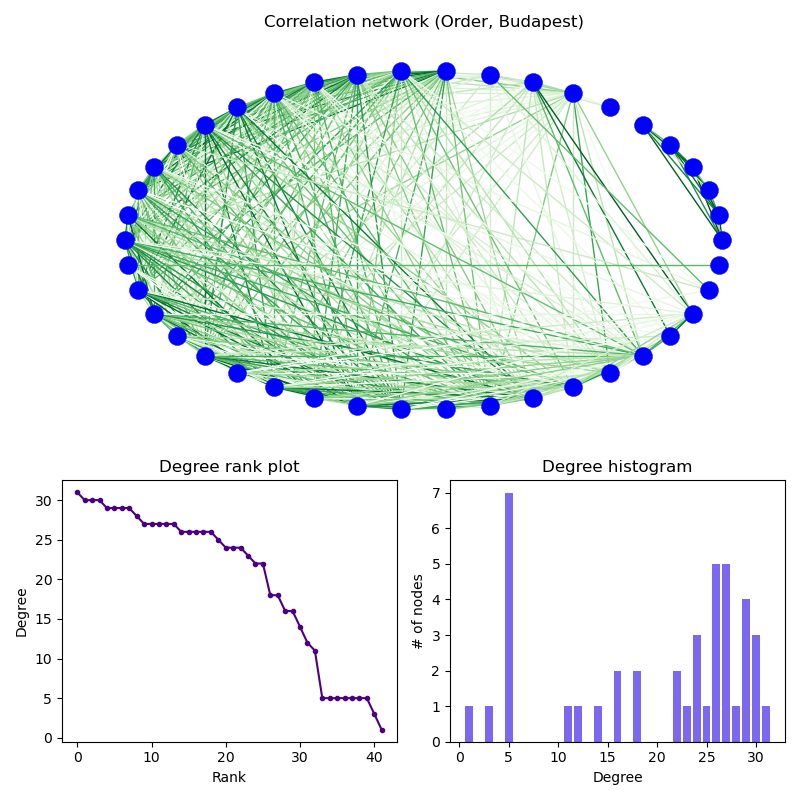 Correlation network (Order, Budapest)
Degree rank plot
Degree
30
25
20
15
10
5
0
0 10 20 30 40
Rank
Degree histogram
# of nodes
7
6
5
4
3
2
1
0
0 5 10 15 20 25 30
Degree